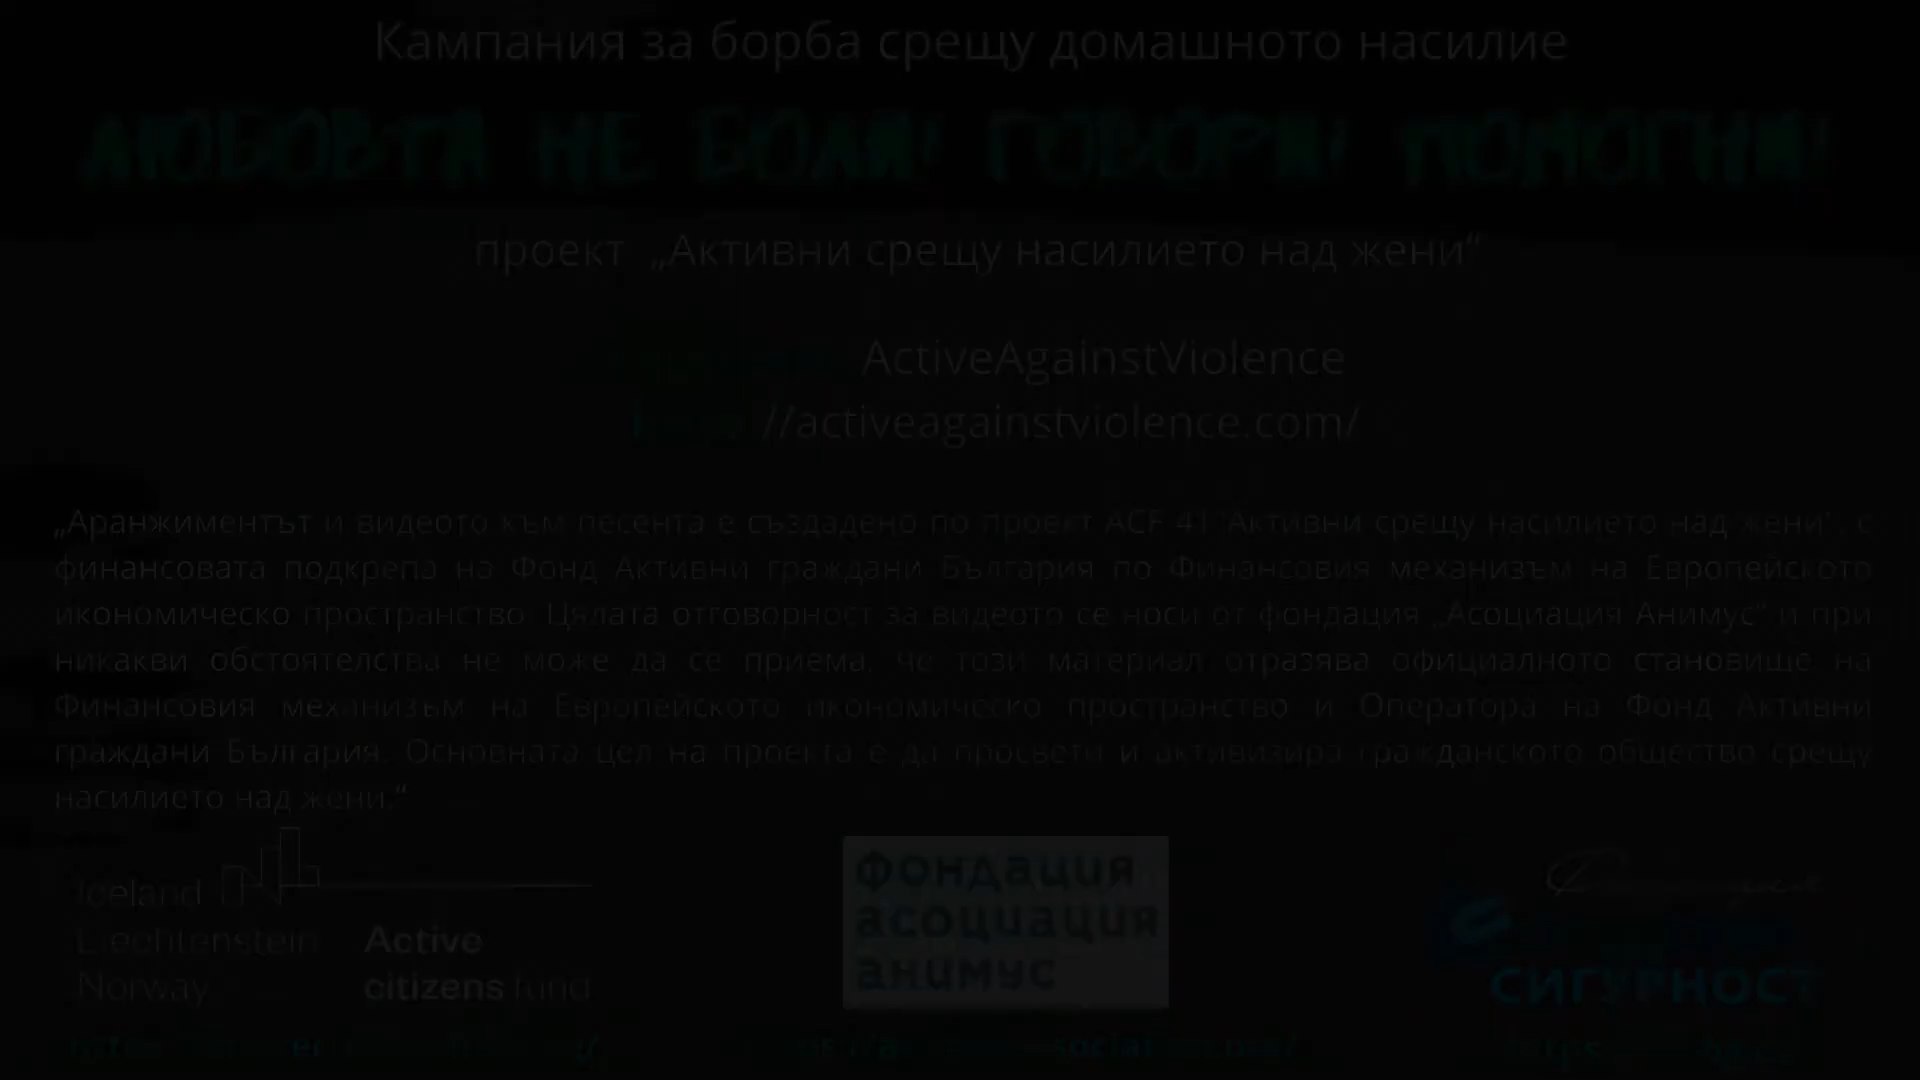 Кампания за борба срещу домашното насилие
ЛЮБОВТА НЕ БОЛИ! ГОВОРИ! ПОМОГНИ!
проект „Активни срещу насилието над жени“
ActiveAgainstViolence
//activeagainstviolence.com/
„Аранжиментът и видеото към песента е създадено по проект ACF 41 "Активни срещу насилието над жени", с
финансовата подкрепа на Фонд Активни граждани България по Финансовия механизъм на Европейското
икономическо пространство. Цялата отговорност за видеото се носи от фондация „Асоциация Анимус“ и при
никакви обстоятелства не може да се приема, че този материал отразява официалното становище на
Финансовия механизъм на Европейското икономическо пространство и Оператора на Фонд Активни
граждани България. Основната цел на проекта е да просвети и активизира гражданското общество срещу
насилието над жени.“
Iceland
Liechtenstein Active
Norway citizens fund
фондация
асоциация
анимус
Фондация
СИГУРНОСТ